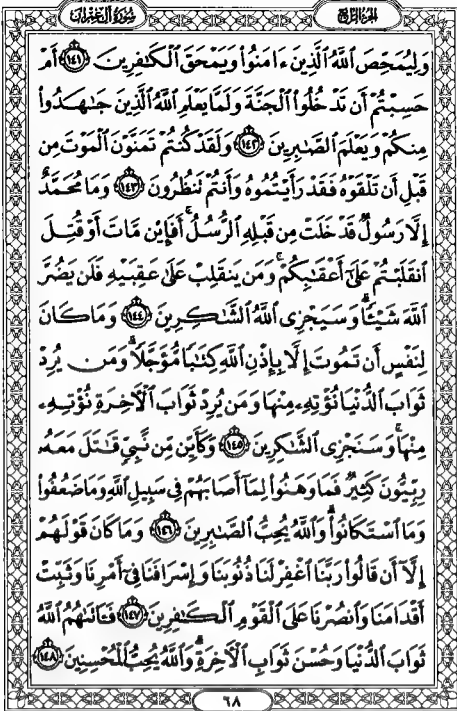 الجزء الرابع سورة آل عمران
وَلِيُمَحِّصَ ٱللَّهُ ٱلَّذِينَ ءَامَنُوا۟ وَيَمْحَقَ ٱلْكَٰفِرِينَ ١٤١ أَمْ
حَسِبْتُمْ أَن تَدْخُلُوا۟ ٱلْجَنَّةَ وَلَمَّا يَعْلَمِ ٱللَّهُ ٱلَّذِينَ جَٰهَدُوا۟
مِنكُمْ وَيَعْلَمَ ٱلصَّٰبِرِينَ ١٤٢ وَلَقَدْ كُنتُمْ تَمَنَّوْنَ ٱلْمَوْتَ مِن
قَبْلِ أَن تَلْقَوْهُ فَقَدْ رَأَيْتُمُوهُ وَأَنتُمْ تَنظُرُونَ ١٤٣ وَمَا مُحَمَّدٌ
إِلَّا رَسُولٌ قَدْ خَلَتْ مِن قَبْلِهِ ٱلرُّسُلُ ۚ أَفَإِي۟ن مَّاتَ أَوْ قُتِلَ
ٱنقَلَبْتُمْ عَلَىٰٓ أَعْقَٰبِكُمْ ۚ وَمَن يَنقَلِبْ عَلَىٰ عَقِبَيْهِ فَلَن يَضُرَّ
ٱللَّهَ شَيْـًٔا ۗ وَسَيَجْزِى ٱللَّهُ ٱلشَّٰكِرِينَ ١٤٤ وَمَا كَانَ
لِنَفْسٍ أَن تَمُوتَ إِلَّا بِإِذْنِ ٱللَّهِ كِتَٰبًا مُّؤَجَّلًا ۗ وَمَن يُرِدْ
ثَوَابَ ٱلدُّنْيَا نُؤْتِهِۦ مِنْهَا وَمَن يُرِدْ ثَوَابَ ٱلْءَاخِرَةِ نُؤْتِهِۦ
مِنْهَا ۚ وَسَنَجْزِى ٱلشَّٰكِرِينَ ١٤٥ وَكَأَيِّن مِّن نَّبِىٍّ قَٰتَلَ مَعَهُۥ
رِبِّيُّونَ كَثِيرٌ فَمَا وَهَنُوا۟ لِمَآ أَصَابَهُمْ فِى سَبِيلِ ٱللَّهِ وَمَا ضَعُفُوا۟
وَمَا ٱسْتَكَانُوا۟ ۗ وَٱللَّهُ يُحِبُّ ٱلصَّٰبِرِينَ ١٤٦ وَمَا كَانَ قَوْلَهُمْ
إِلَّآ أَن قَالُوا۟ رَبَّنَا ٱغْفِرْ لَنَا ذُنُوبَنَا وَإِسْرَافَنَا فِىٓ أَمْرِنَا وَثَبِّتْ
أَقْدَامَنَا وَٱنصُرْنَا عَلَى ٱلْقَوْمِ ٱلْكَٰفِرِينَ ١٤٧ فَـَٔاتَىٰهُمُ ٱللَّهُ
ثَوَابَ ٱلدُّنْيَا وَحُسْنَ ثَوَابِ ٱلْءَاخِرَةِ ۗ وَٱللَّهُ يُحِبُّ ٱلْمُحْسِنِينَ ١٤٨
٦٨